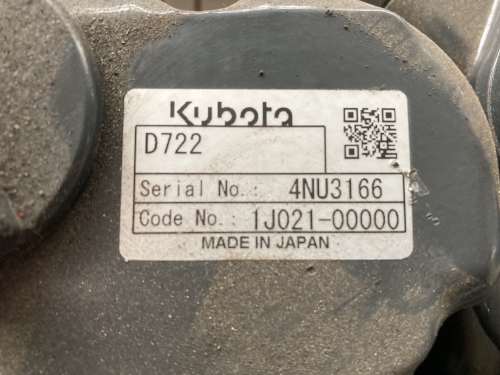 Kubota
D722
Serial No.: 4NU3166
Code No.: 1J021-00000
MADE IN JAPAN